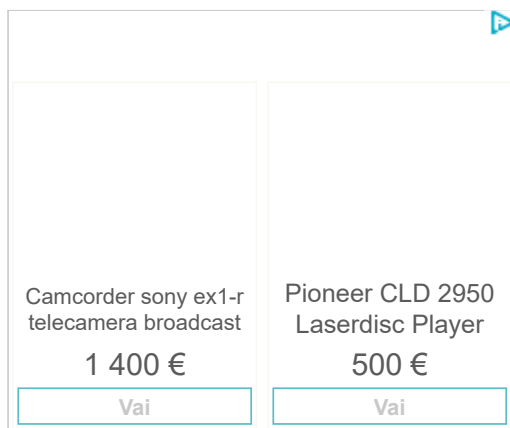 Camcorder sony ex1-r
telecamera broadcast
1 400 €
Vai
Pioneer CLD 2950
Laserdisc Player
500 €
Vai